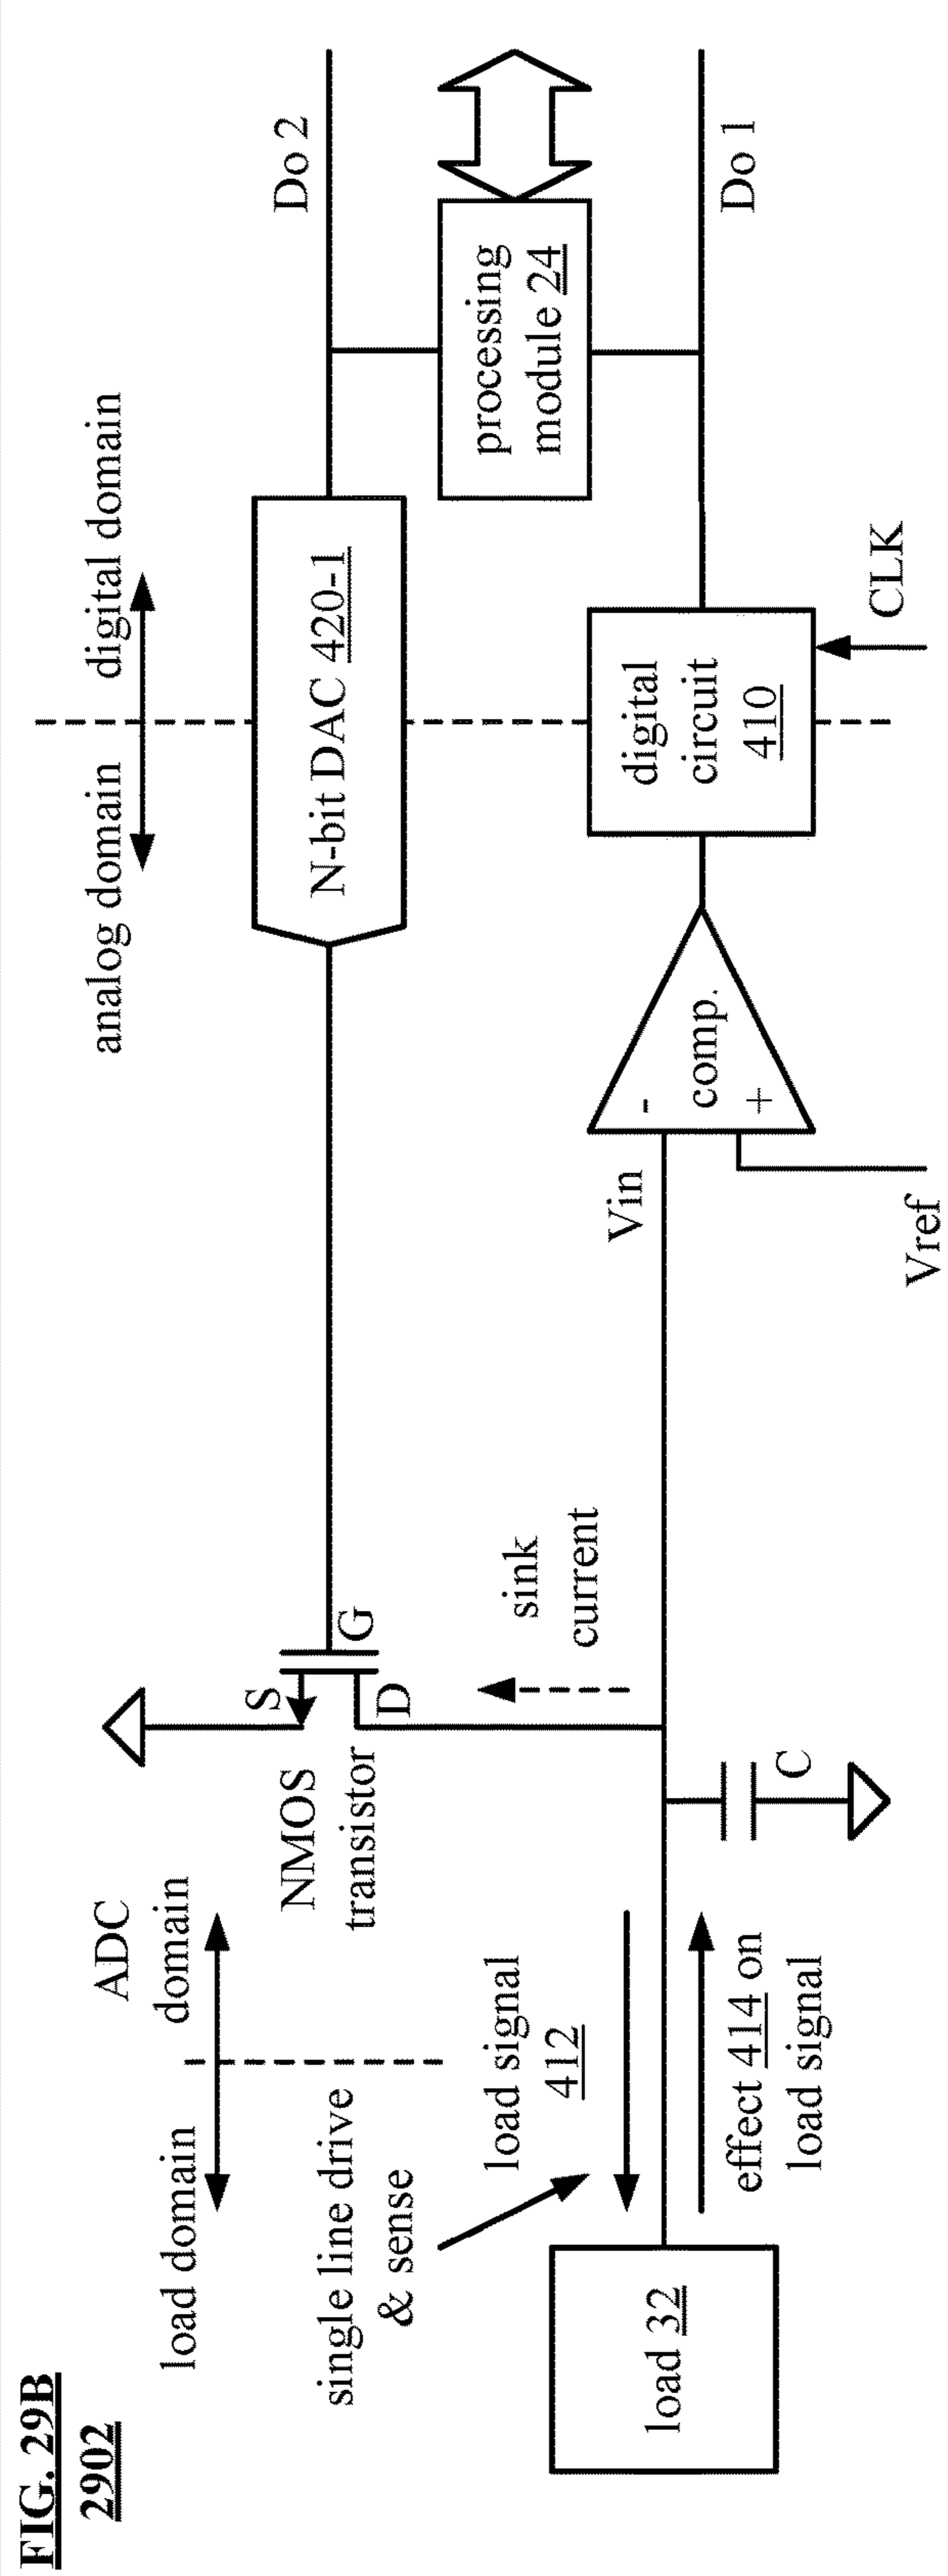 FIG. 29B
2902
load domain
ADC
domain
analog domain
digital domain
single line drive
& sense
NMOS
transistor
S
G
D
N-bit DAC 420-1
Do 2
load signal
412
sink
current
processing
module 24
load 32
effect 414 on
load signal
C
Vin
-
comp.
+
Vref
digital
circuit
410
CLK
Do 1